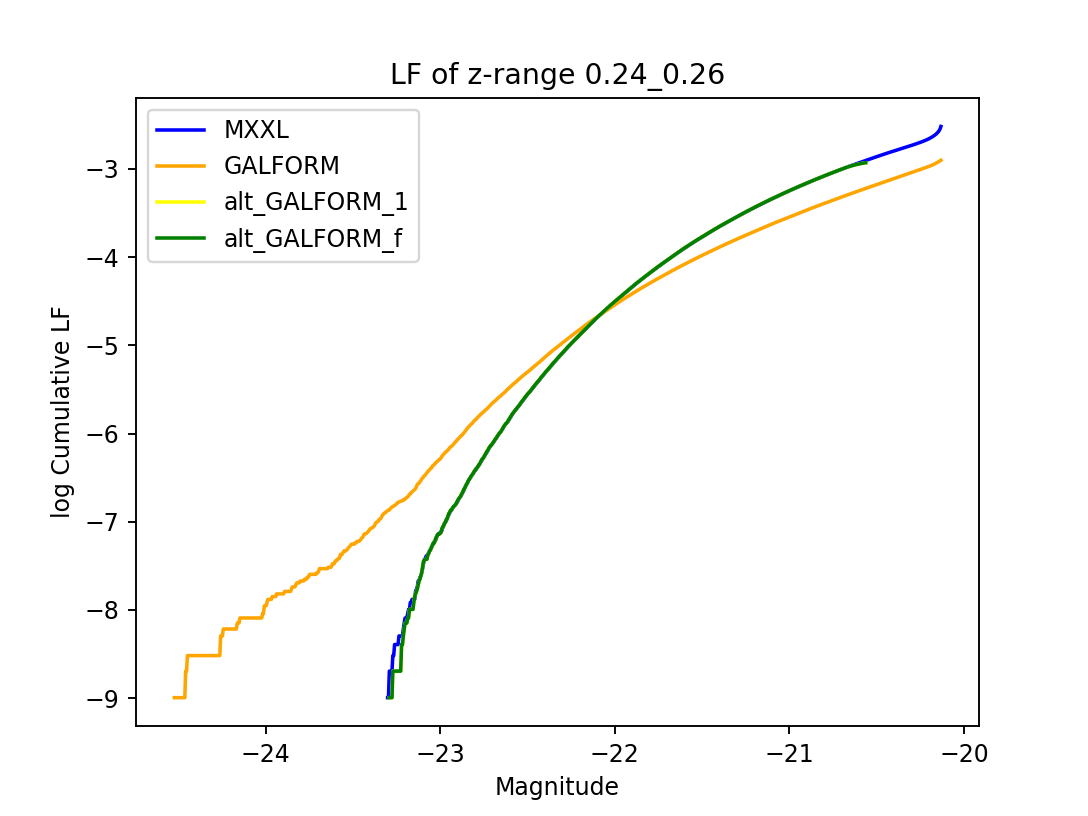 LF of z-range 0.24_0.26
MXXL
GALFORM
alt_GALFORM_1
alt_GALFORM_f
log Cumulative LF
−3
−4
−5
−6
−7
−8
−9
−24
−23
−22
−21
−20
Magnitude